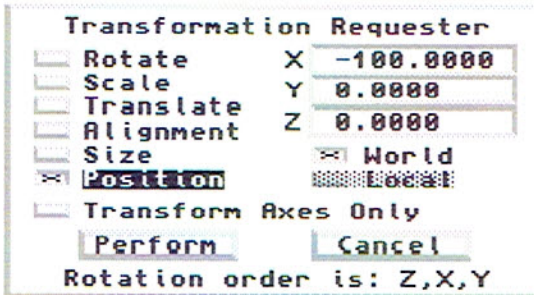 Transformation Requester
Rotate
Scale
Translate
Alignment
Size
Position
X -100.0000
Y 0.0000
Z 0.0000
World
Local
Transform Axes Only
Perform Cancel
Rotation order is: Z,X,Y